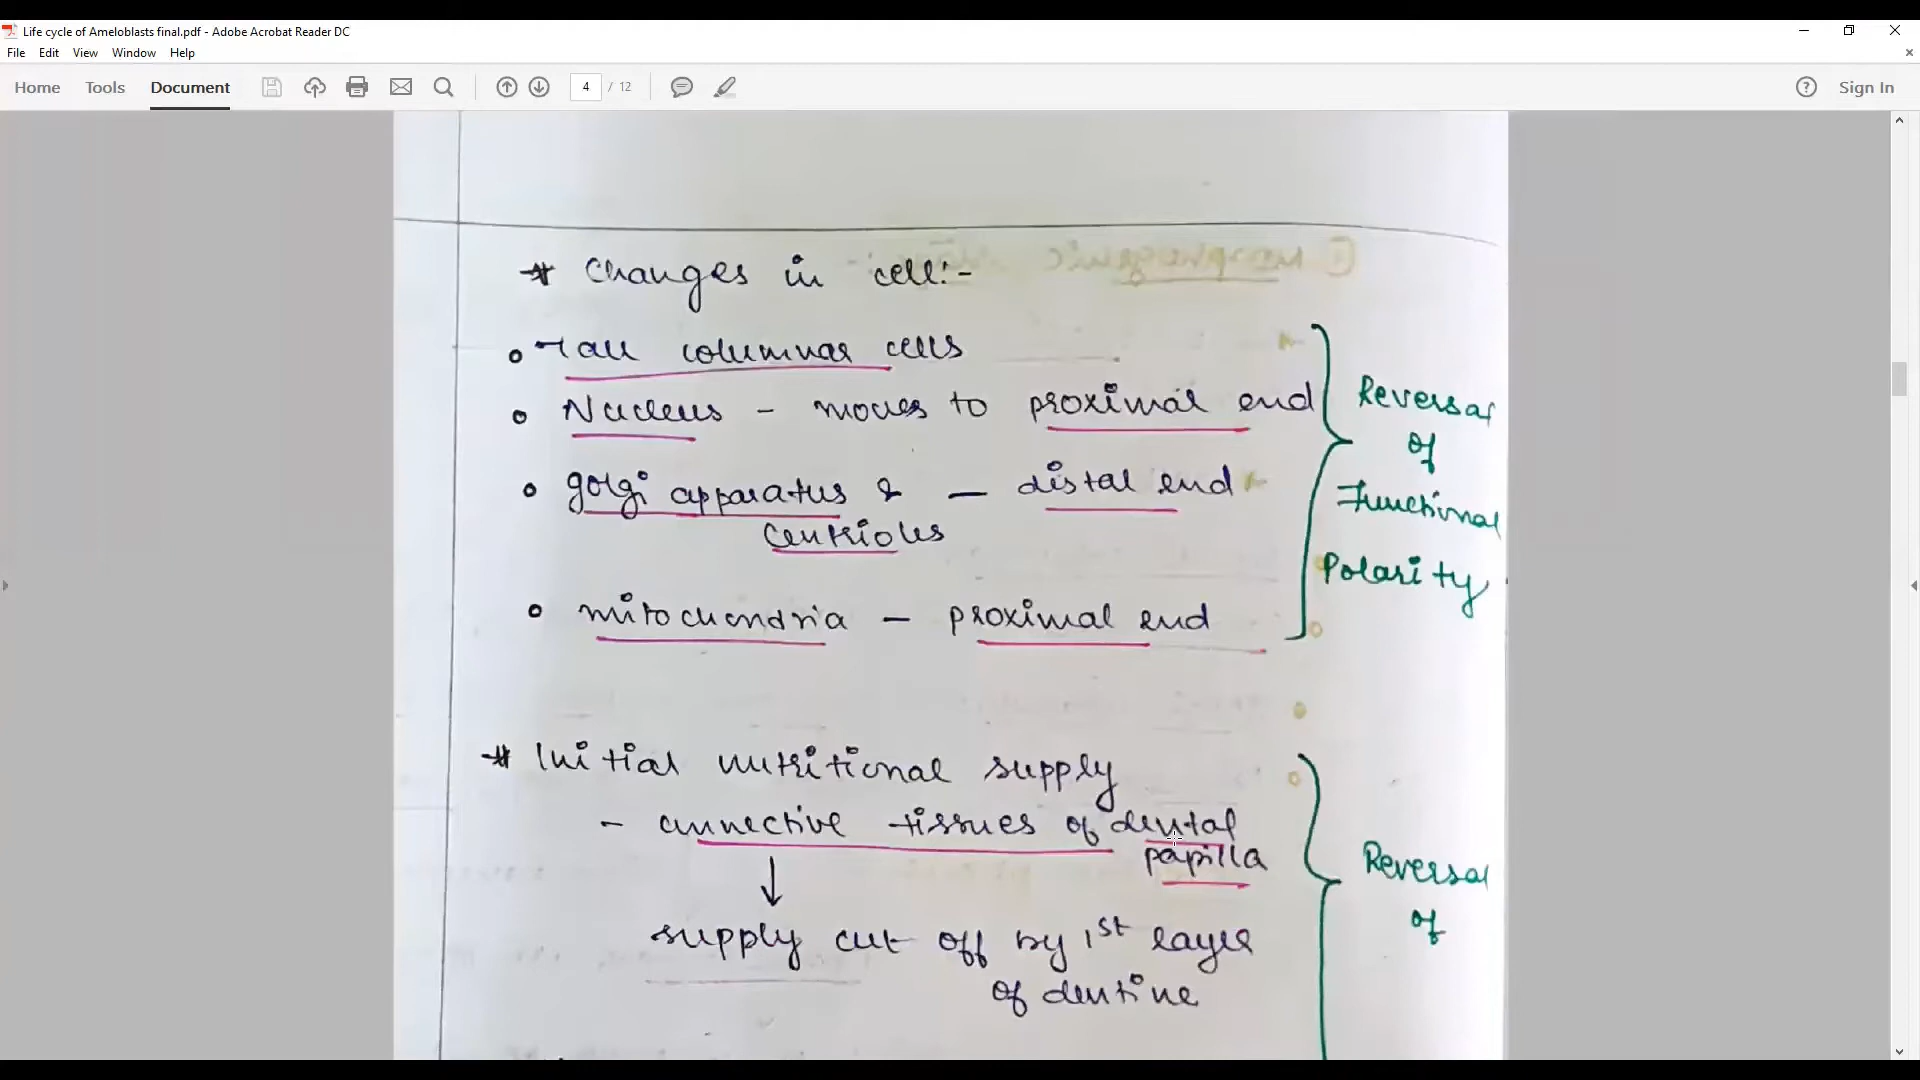 Life cycle of Ameloblasts final.pdf - Adobe Acrobat Reader DC
File Edit View Window Help
Home Tools Document 4 / 12 Sign In
* Changes in cell:-
Tall columnar cells
Nucleus - moves to proximal end
golgi apparatus & — distal end
centrioles
mitochondria — proximal end
Reversal
of
Functional
Polarity
* Initial nutritional supply
- connective tissues of dental
papilla
↓
supply cut off by 1st layer
of dentine
Reversal
of